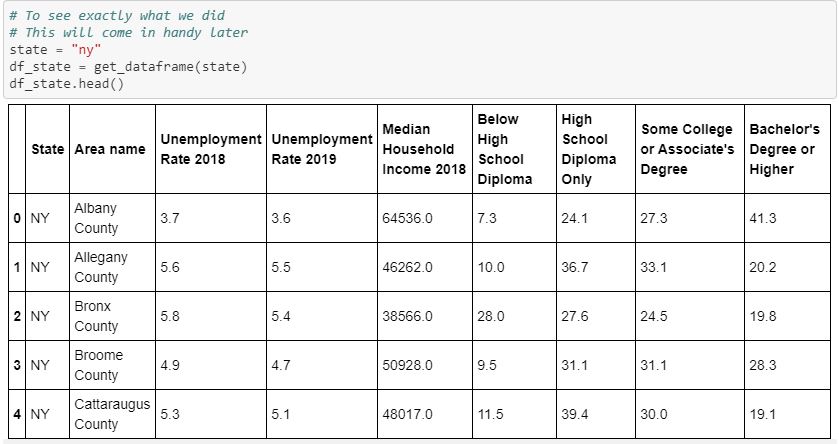 # To see exactly what we did
# This will come in handy later
state = "ny"
df_state = get_dataframe(state)
df_state.head()
State Area name Unemployment Rate 2018 Unemployment Rate 2019 Median Household Income 2018 Below High School Diploma High School Diploma Only Some College or Associate's Degree Bachelor's Degree or Higher
0 NY Albany County 3.7 3.6 64536.0 7.3 24.1 27.3 41.3
1 NY Allegany County 5.6 5.5 46262.0 10.0 36.7 33.1 20.2
2 NY Bronx County 5.8 5.4 38566.0 28.0 27.6 24.5 19.8
3 NY Broome County 4.9 4.7 50928.0 9.5 31.1 31.1 28.3
4 NY Cattaraugus County 5.3 5.1 48017.0 11.5 39.4 30.0 19.1